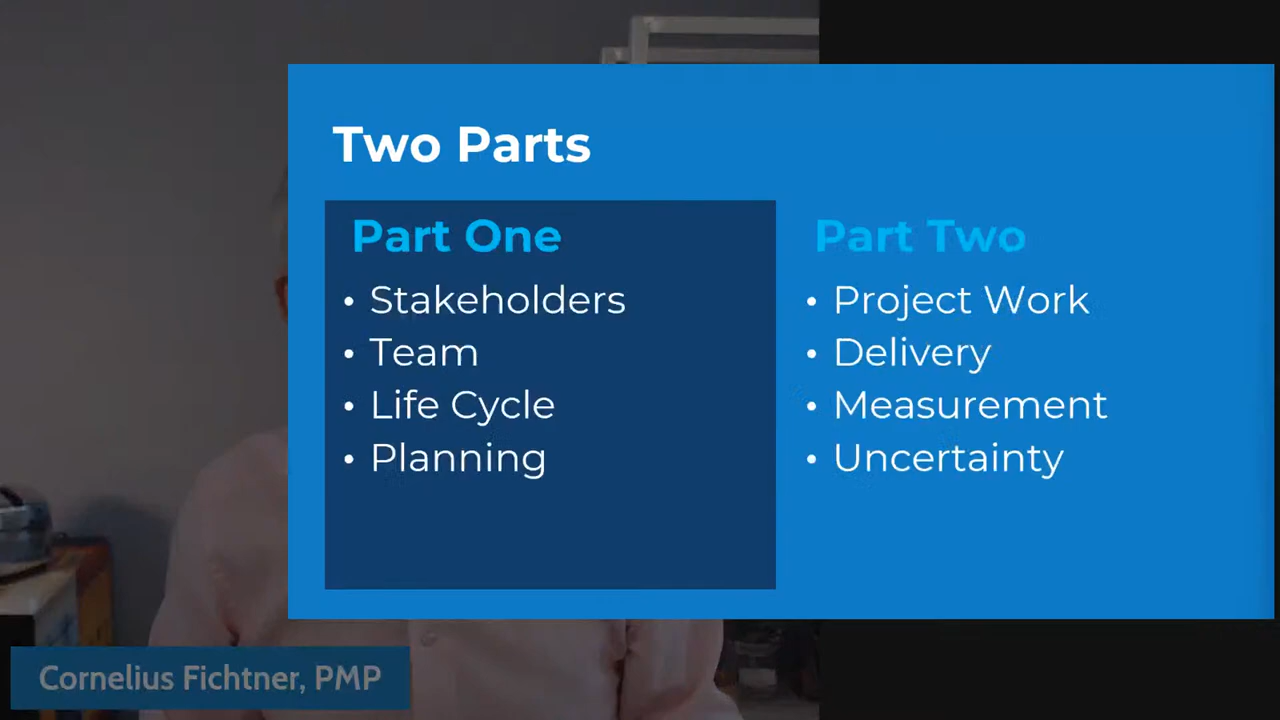 Two Parts
Part One
• Stakeholders
• Team
• Life Cycle
• Planning
Part Two
• Project Work
• Delivery
• Measurement
• Uncertainty
Cornelius Fichtner, PMP